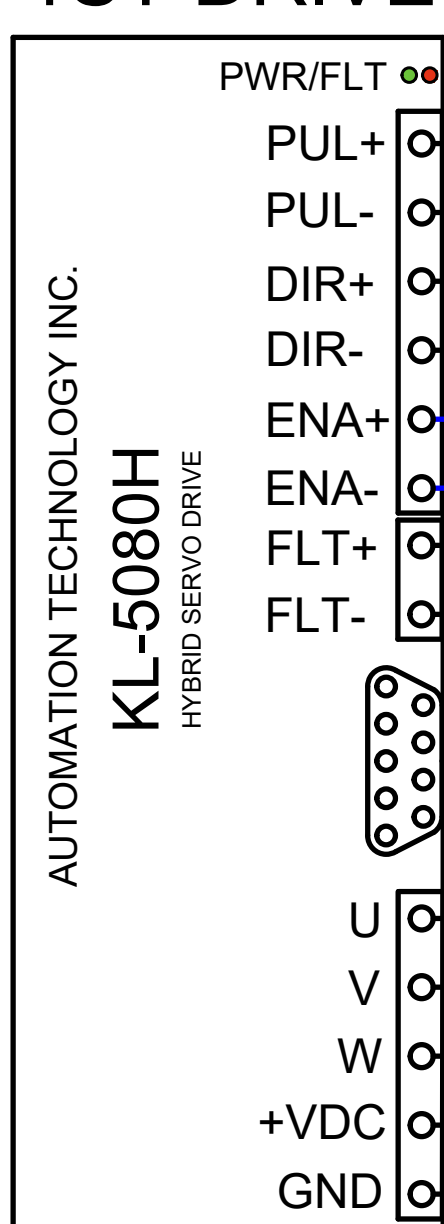 PWR/FLT
PUL+
PUL-
DIR+
DIR-
ENA+
ENA-
FLT+
FLT-
AUTOMATION TECHNOLOGY INC.
KL-5080H
HYBRID SERVO DRIVE
U
V
W
+VDC
GND